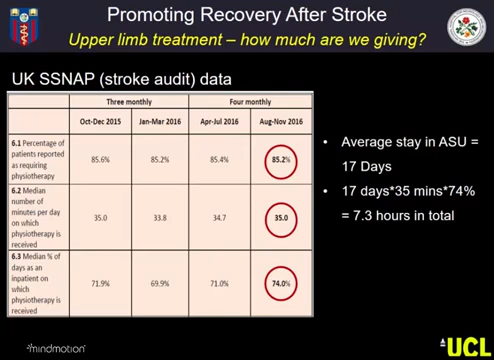 Promoting Recovery After Stroke
Upper limb treatment – how much are we giving?
UK SSNAP (stroke audit) data
Three monthly
Four monthly
Oct-Dec 2015
Jan-Mar 2016
Apr-Jul 2016
Aug-Nov 2016
6.1 Percentage of
patients reported
as requiring
physiotherapy
85.6%
85.2%
85.4%
85.2%
6.2 Median
number of
minutes per day
on which
physiotherapy is
received
35.0
33.8
34.7
35.0
6.3 Median % of
days as an
inpatient on
which
physiotherapy is
received
71.9%
69.9%
71.0%
74.0%
• Average stay in ASU =
17 Days
• 17 days*35 mins*74%
= 7.3 hours in total
mindmotion
UCL